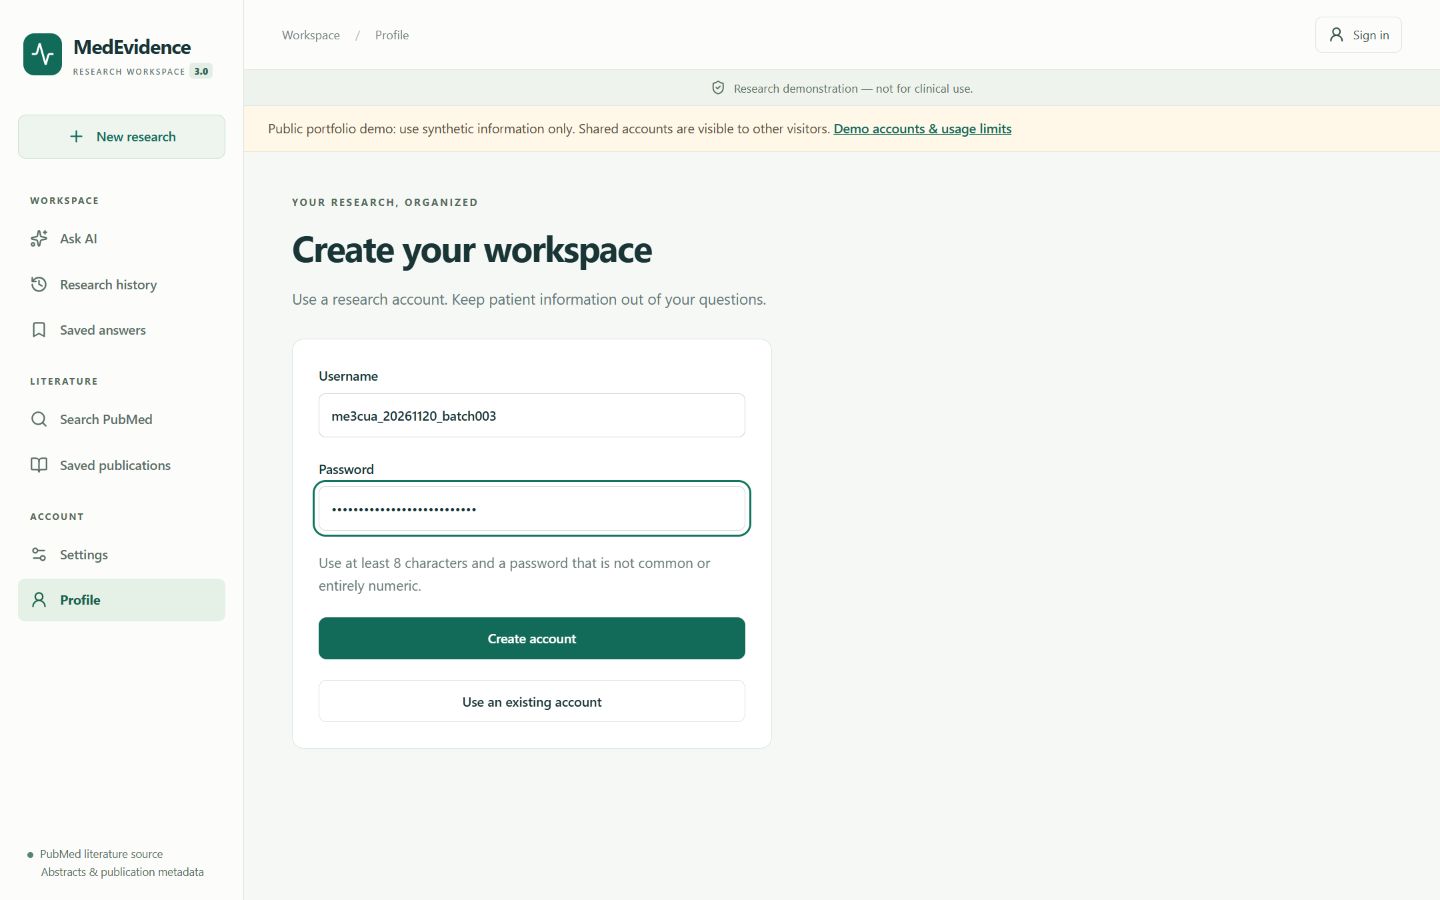 MedEvidence
RESEARCH WORKSPACE 3.0
New research
WORKSPACE
Ask AI
Research history
Saved answers
LITERATURE
Search PubMed
Saved publications
ACCOUNT
Settings
Profile
PubMed literature source
Abstracts & publication metadata
Workspace / Profile
Sign in
Research demonstration — not for clinical use.
Public portfolio demo: use synthetic information only. Shared accounts are visible to other visitors. Demo accounts & usage limits
YOUR RESEARCH, ORGANIZED
Create your workspace
Use a research account. Keep patient information out of your questions.
Username
me3cua_20261120_batch003
Password
•••••••••••••••••••••••••••
Use at least 8 characters and a password that is not common or
entirely numeric.
Create account
Use an existing account